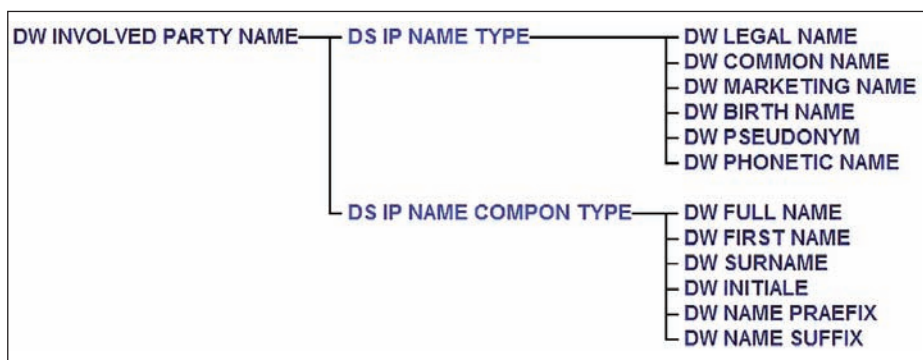 DW INVOLVED PARTY NAME DS IP NAME TYPE DW LEGAL NAME
DW COMMON NAME
DW MARKETING NAME
DW BIRTH NAME
DW PSEUDONYM
DW PHONETIC NAME
DS IP NAME COMPON TYPE DW FULL NAME
DW FIRST NAME
DW SURNAME
DW INITIALE
DW NAME PRAEFIX
DW NAME SUFFIX